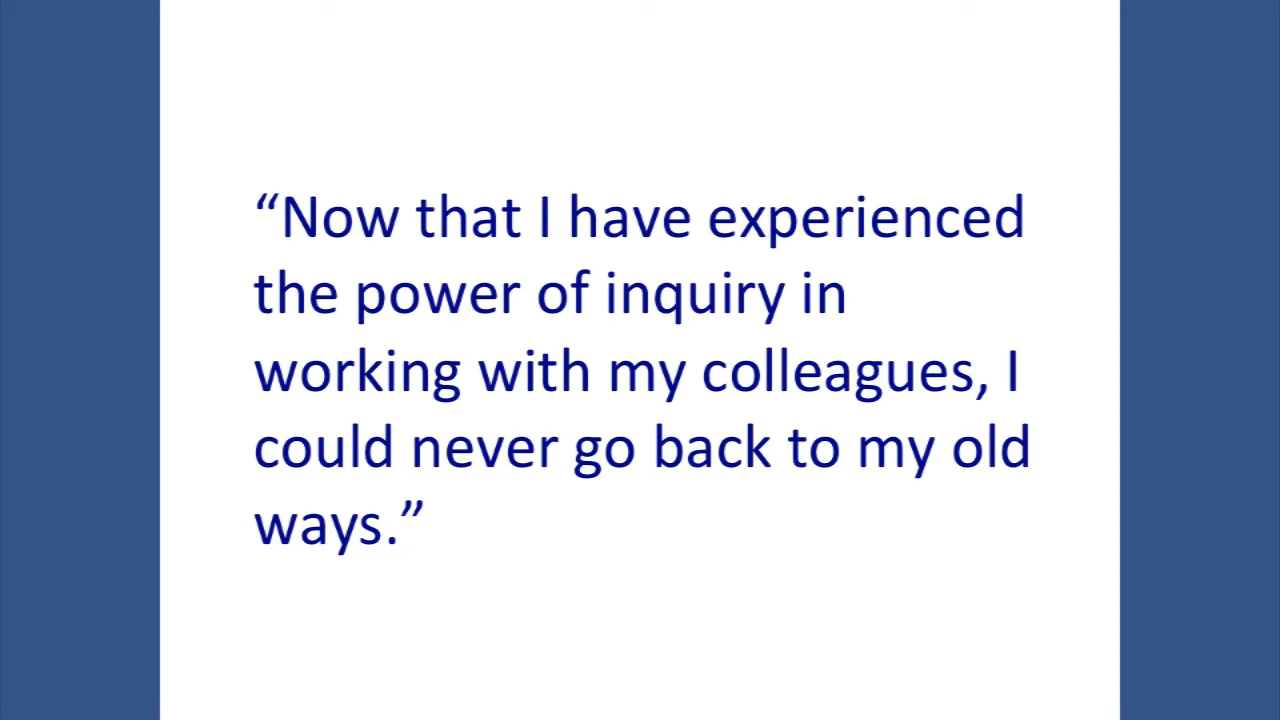 “Now that I have experienced
the power of inquiry in
working with my colleagues, I
could never go back to my old
ways.”